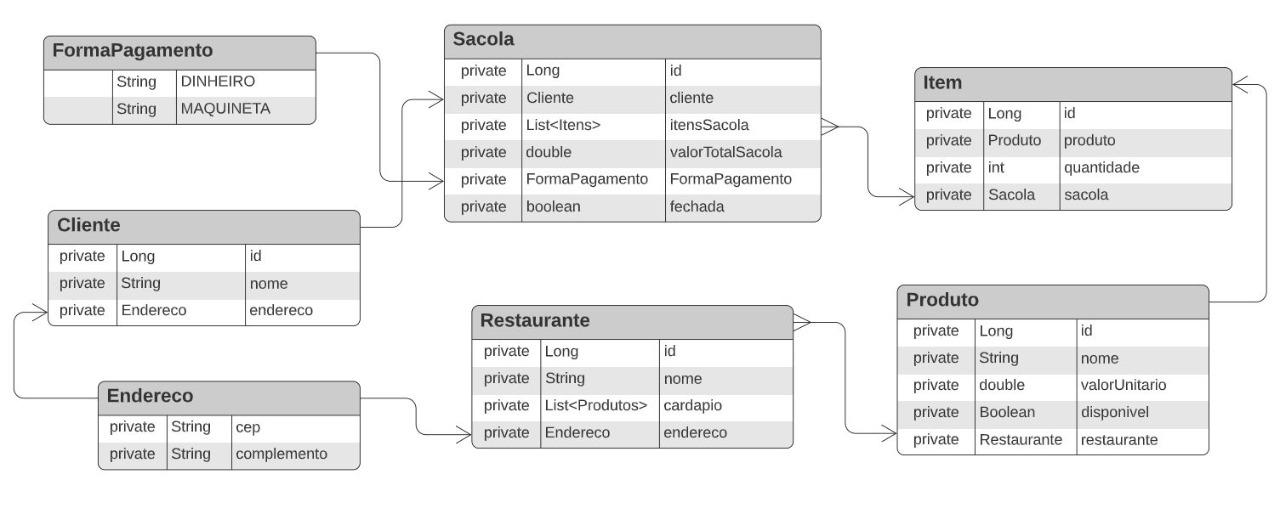 FormaPagamento
String DINHEIRO
String MAQUINETA
Sacola
private Long id
private Cliente cliente
private List<Itens> itensSacola
private double valorTotalSacola
private FormaPagamento FormaPagamento
private boolean fechada
Item
private Long id
private Produto produto
private int quantidade
private Sacola sacola
Cliente
private Long id
private String nome
private Endereco endereco
Restaurante
private Long id
private String nome
private List<Produtos> cardapio
private Endereco endereco
Produto
private Long id
private String nome
private double valorUnitario
private Boolean disponivel
private Restaurante restaurante
Endereco
private String cep
private String complemento